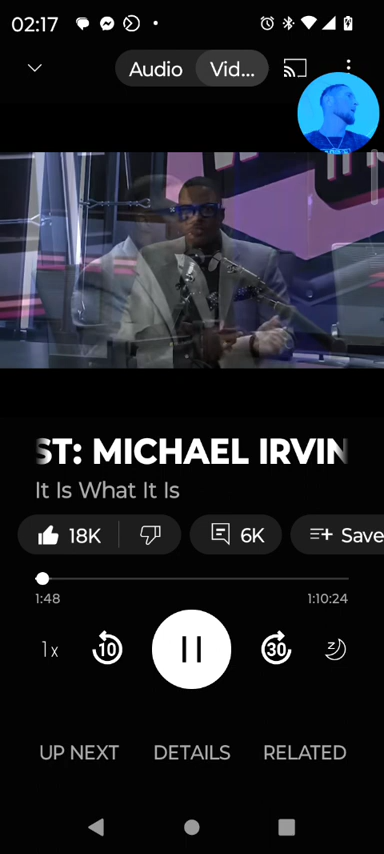 02:17
Audio
Vid...
ST: MICHAEL IRVIN
It Is What It Is
18K
6K
Save
1:48
1:10:24
1x
10
30
z
UP NEXT
DETAILS
RELATED